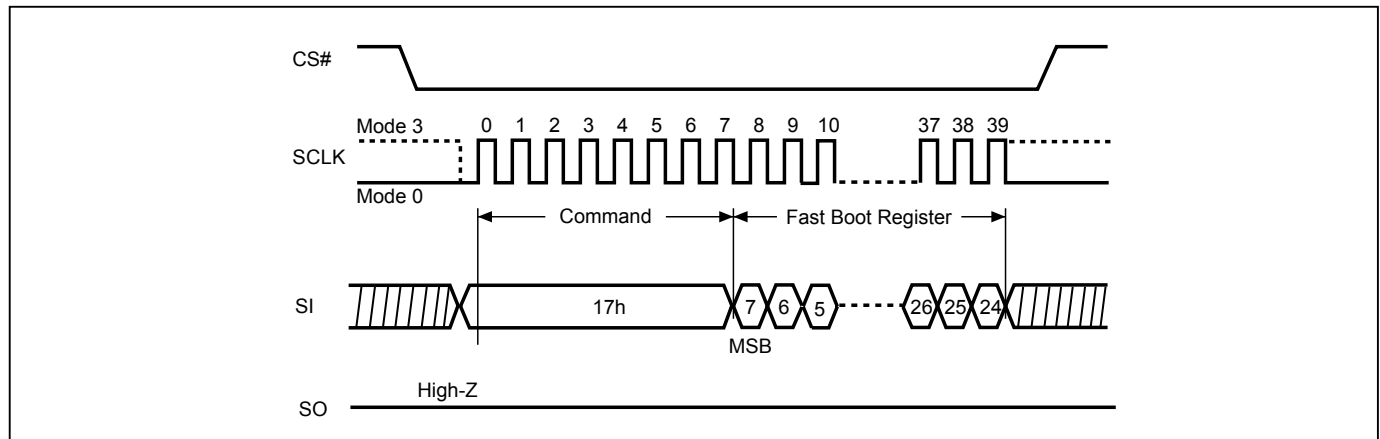 CS#
Mode 3 0 1 2 3 4 5 6 7 8 9 10 37 38 39
SCLK
Mode 0
Command Fast Boot Register
SI 17h 7 6 5 26 25 24
MSB
High-Z
SO